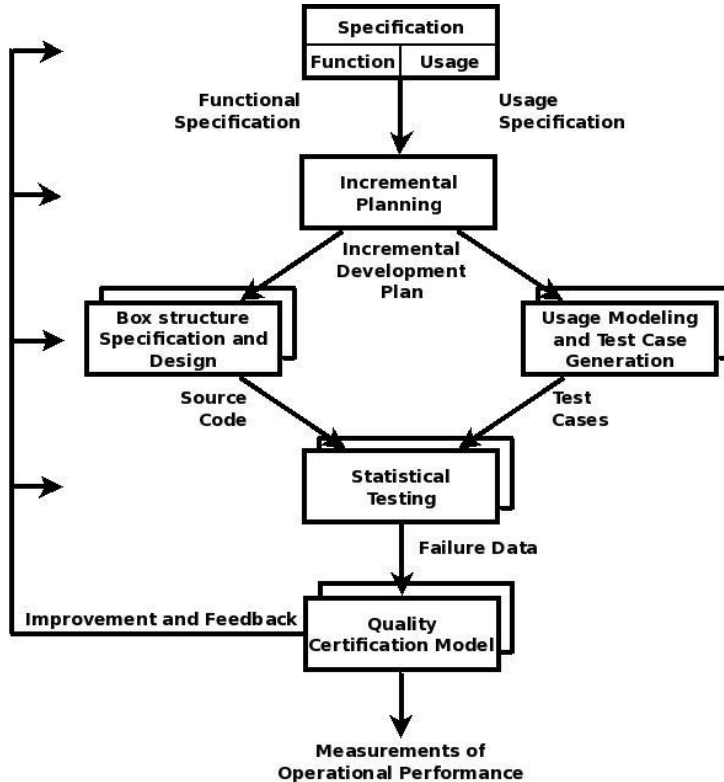 Specification
Function
Usage
Functional
Specification
Usage
Specification
Incremental
Planning
Incremental
Development
Plan
Box structure
Specification and
Design
Usage Modeling
and Test Case
Generation
Source
Code
Test
Cases
Statistical
Testing
Failure Data
Improvement and Feedback
Quality
Certification Model
Measurements of
Operational Performance